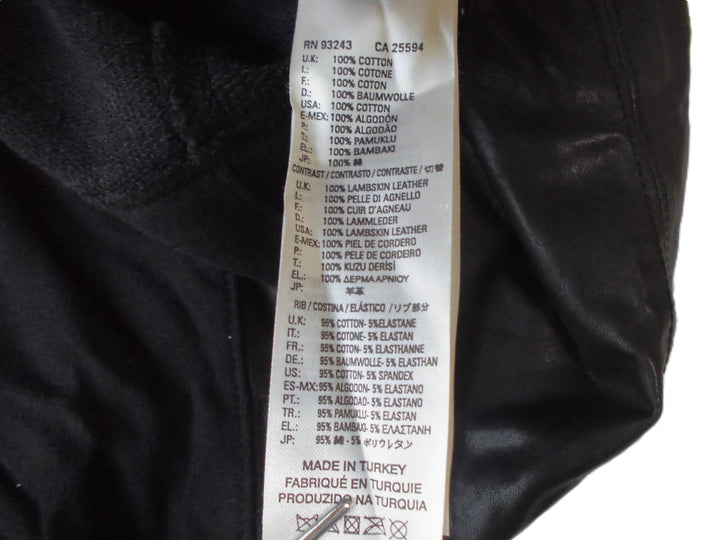 RN 93243 CA 25594
U.K: 100% COTTON
I.: 100% COTONE
F.: 100% COTON
D.: 100% BAUMWOLLE
USA: 100% COTTON
E-MEX: 100% ALGODÓN
P.: 100% ALGODÃO
T.: 100% PAMUKLU
EL.: 100% BAMBAKI
JP: 100% 綿
CONTRAST / CONTRASTO / CONTRASTE / 切替
U.K: 100% LAMBSKIN LEATHER
I.: 100% PELLE DI AGNELLO
F.: 100% CUIR D'AGNEAU
D.: 100% LAMMLEDER
USA: 100% LAMBSKIN LEATHER
E-MEX: 100% PIEL DE CORDERO
P.: 100% PELE DE CORDEIRO
T.: 100% KUZU DERİSİ
EL.: 100% ΔΕΡΜΑ ΑΡΝΙΟΥ
JP: 羊革
RIB / COSTINA / ELÁSTICO / リブ部分
U.K: 95% COTTON- 5% ELASTANE
IT.: 95% COTONE- 5% ELASTAN
FR.: 95% COTON- 5% ELASTHANNE
DE.: 95% BAUMWOLLE- 5% ELASTHAN
US: 95% COTTON- 5% SPANDEX
ES-MX: 95% ALGODON- 5% ELASTANO
PT.: 95% ALGODAO- 5% ELASTANO
TR.: 95% PAMUKLU- 5% ELASTAN
EL.: 95% BAMBAKI- 5% ΕΛΑΣΤΑΝΗ
JP: 95% 綿 - 5% ポリウレタン
MADE IN TURKEY
FABRIQUÉ EN TURQUIE
PRODUZIDO NA TURQUIA